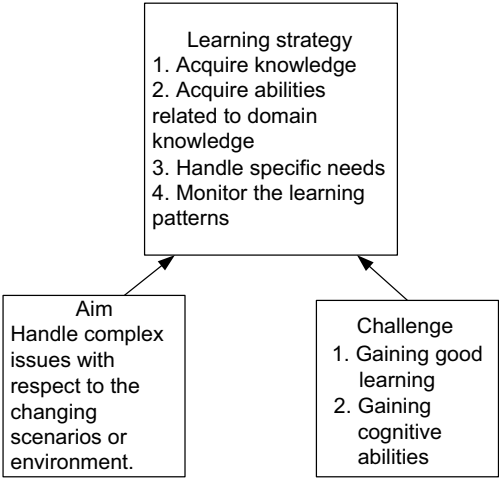 Learning strategy
1. Acquire knowledge
2. Acquire abilities
related to domain
knowledge
3. Handle specific needs
4. Monitor the learning
patterns
Aim
Handle complex
issues with
respect to the
changing
scenarios or
environment.
Challenge
1. Gaining good
learning
2. Gaining
cognitive
abilities